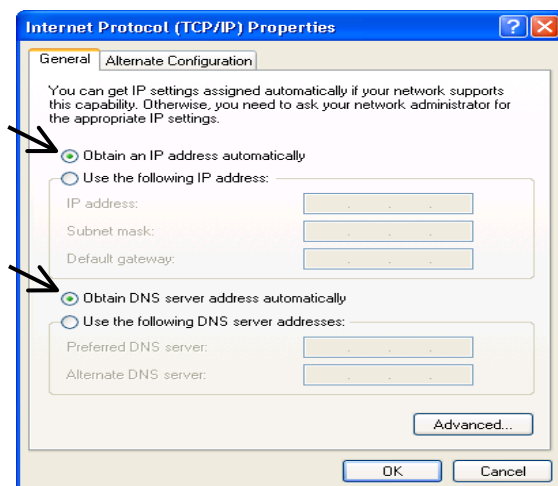 Internet Protocol (TCP/IP) Properties
General
Alternate Configuration
You can get IP settings assigned automatically if your network supports
this capability. Otherwise, you need to ask your network administrator for
the appropriate IP settings.
Obtain an IP address automatically
Use the following IP address:
IP address:
Subnet mask:
Default gateway:
Obtain DNS server address automatically
Use the following DNS server addresses:
Preferred DNS server:
Alternate DNS server:
Advanced...
OK
Cancel